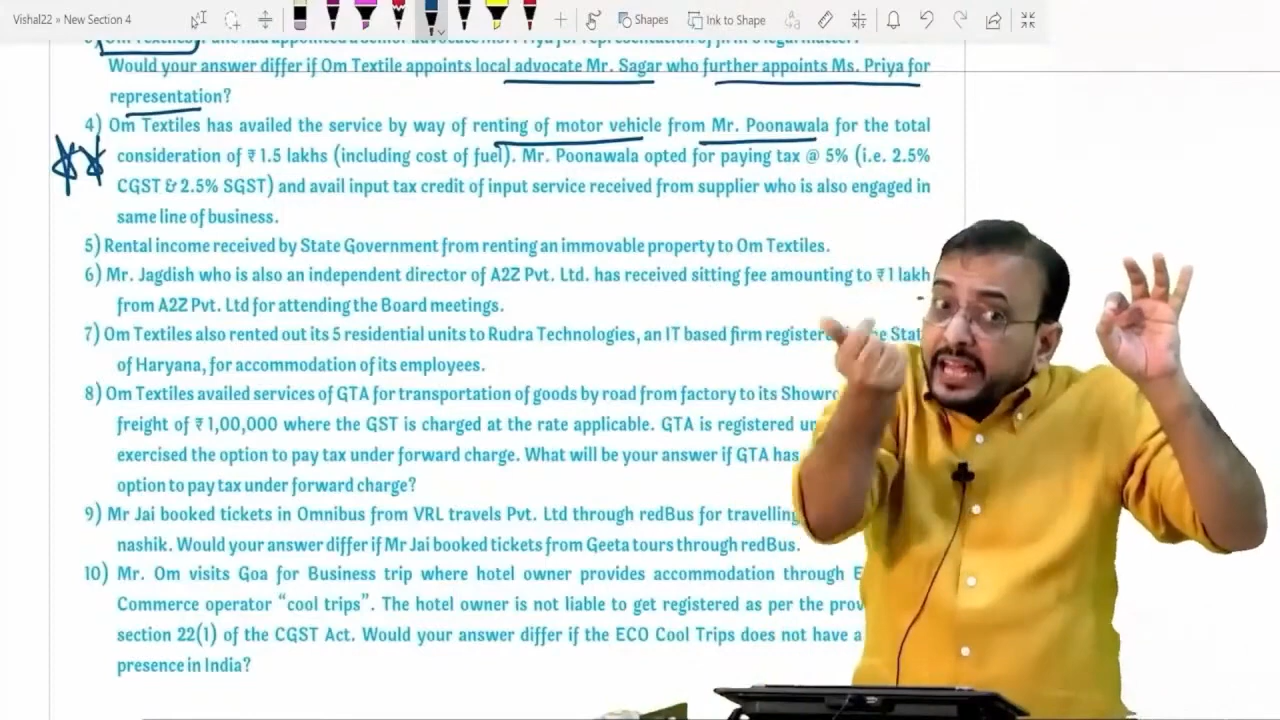 Vishal22 » New Section 4
Shapes
Ink to Shape
Would your answer differ if Om Textile appoints local advocate Mr. Sagar who further appoints Ms. Priya for
representation?
4) Om Textiles has availed the service by way of renting of motor vehicle from Mr. Poonawala for the total
consideration of ₹ 1.5 lakhs (including cost of fuel). Mr. Poonawala opted for paying tax @ 5% (i.e. 2.5%
CGST & 2.5% SGST) and avail input tax credit of input service received from supplier who is also engaged in
same line of business.
5) Rental income received by State Government from renting an immovable property to Om Textiles.
6) Mr. Jagdish who is also an independent director of A2Z Pvt. Ltd. has received sitting fee amounting to ₹ 1 lakh
from A2Z Pvt. Ltd for attending the Board meetings.
7) Om Textiles also rented out its 5 residential units to Rudra Technologies, an IT based firm
of Haryana, for accommodation of its employees.
8) Om Textiles availed services of GTA for transportation of goods by road from factory to its
freight of ₹ 1,00,000 where the GST is charged at the rate applicable. GTA is registered
exercised the option to pay tax under forward charge. What will be your answer if GTA has
option to pay tax under forward charge?
9) Mr Jai booked tickets in Omnibus from VRL travels Pvt. Ltd through redBus for travelling
nashik. Would your answer differif Mr Jai booked tickets from Geeta tours through redBus.
10) Mr. Om visits Goa for Business trip where hotel owner provides accommodation through E
Commerce operator “cool trips”. The hotel owner is not liable to get registered as per the
section 22(1) of the CGST Act. Would your answer differ if the ECO Cool Trips does not have a
presence in India?